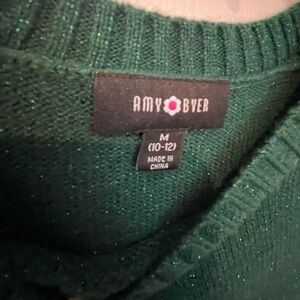 AMY BYER
M
(10-12)
MADE IN
CHINA